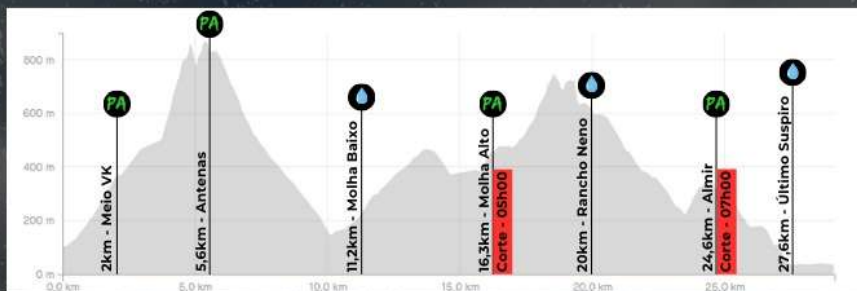 PA
PA
PA
PA
800 m
600 m
400 m
200 m
0 m
2km - Meio VK
5,6km - Antenas
11,2km - Molha Baixo
16,3km - Molha Alto
Corte - 05h00
20km - Rancho Neno
24,6km - Almir
Corte - 07h00
27,6km - Último Suspiro
0.0 km
5.0 km
10.0 km
15.0 km
20.0 km
25.0 km